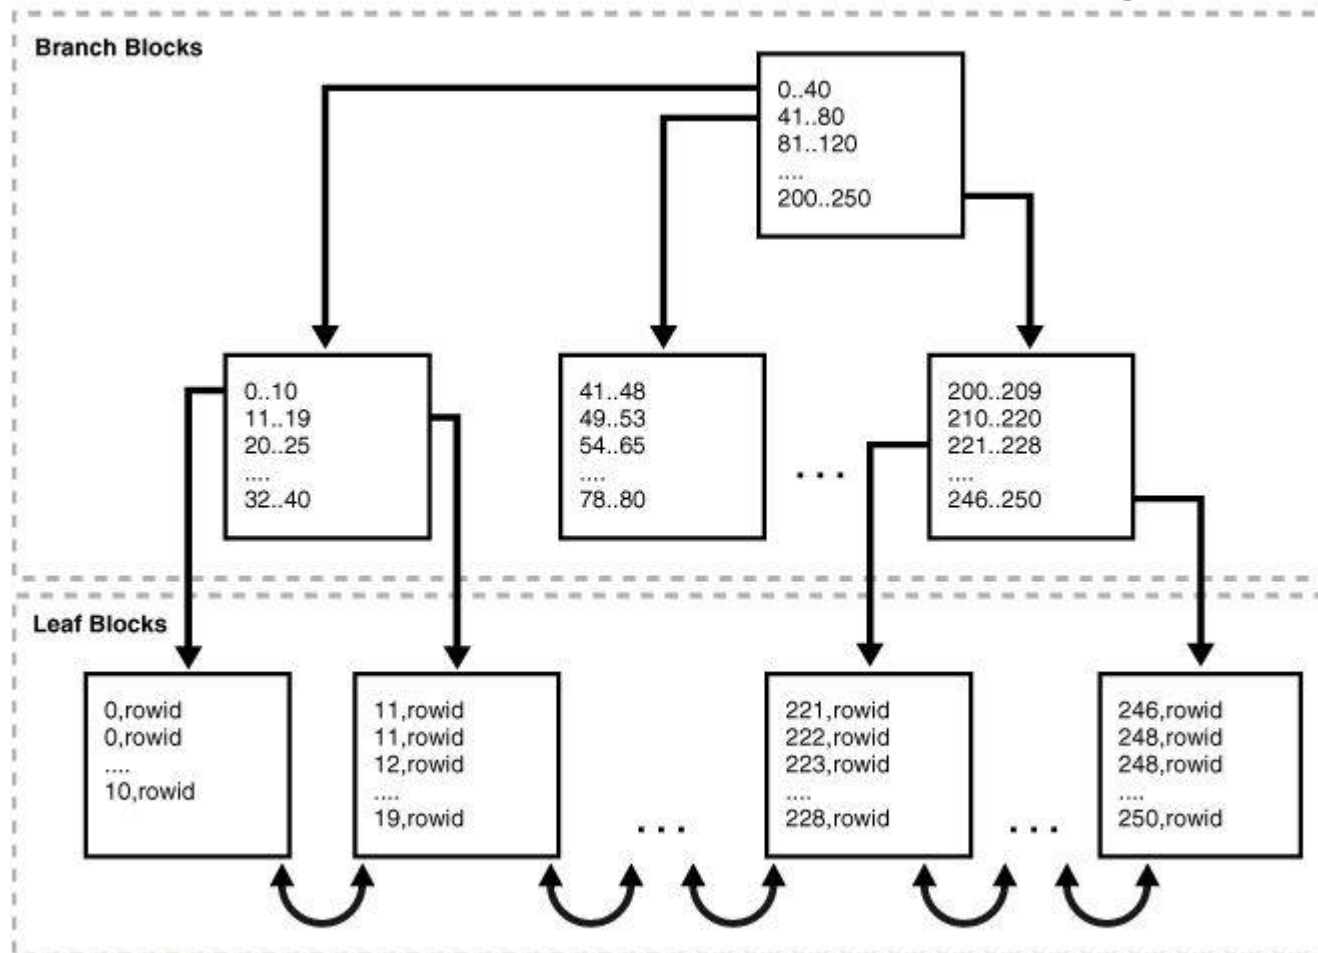 Branch Blocks
0..40
41..80
81..120
....
200..250
0..10
11..19
20..25
....
32..40
41..48
49..53
54..65
....
78..80
...
200..209
210..220
221..228
....
246..250
Leaf Blocks
0,rowid
0,rowid
....
10,rowid
11,rowid
11,rowid
12,rowid
....
19,rowid
...
221,rowid
222,rowid
223,rowid
....
228,rowid
...
246,rowid
248,rowid
248,rowid
....
250,rowid